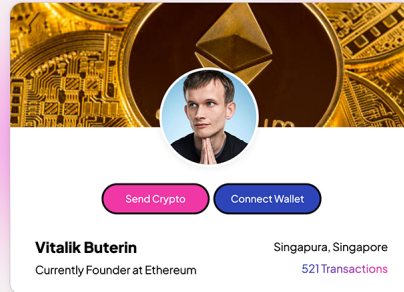 Send Crypto
Connect Wallet
Vitalik Buterin
Singapura, Singapore
Currently Founder at Ethereum
521 Transactions